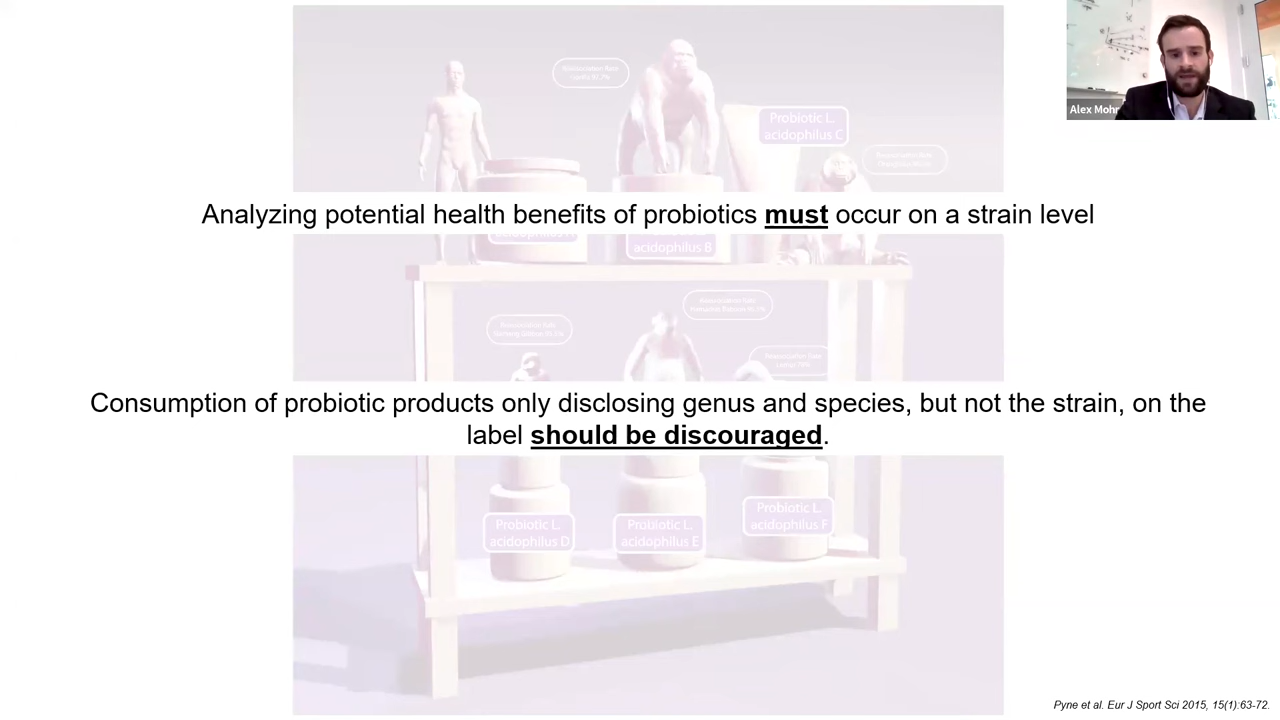 Alex Mohr
Probiotic L.
acidophilus C
Analyzing potential health benefits of probiotics must occur on a strain level
acidophilus B
Consumption of probiotic products only disclosing genus and species, but not the strain, on the
label should be discouraged.
Probiotic L.
acidophilus D
Probiotic L.
acidophilus E
Probiotic L.
acidophilus F
Pyne et al. Eur J Sport Sci 2015, 15(1):63-72.